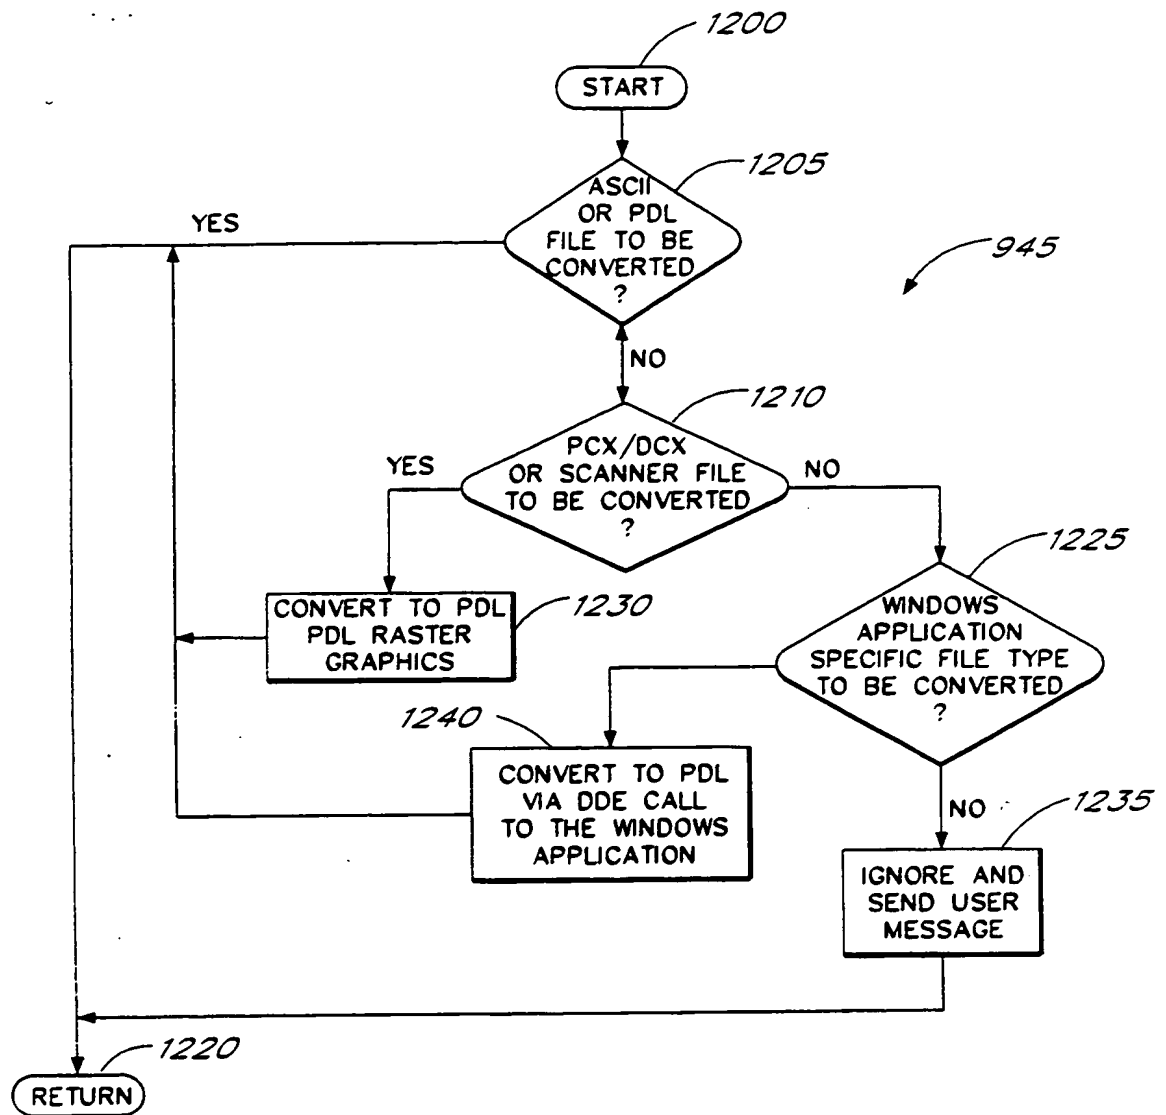 1200
START
1205
ASCII
OR PDL
FILE TO BE
CONVERTED
?
YES
945
NO
1210
PCX/DCX
OR SCANNER FILE
TO BE CONVERTED
?
YES
NO
1225
WINDOWS
APPLICATION
SPECIFIC FILE TYPE
TO BE CONVERTED
?
CONVERT TO PDL
PDL RASTER
GRAPHICS
1230
1240
CONVERT TO PDL
VIA DDE CALL
TO THE WINDOWS
APPLICATION
NO
1235
IGNORE AND
SEND USER
MESSAGE
1220
RETURN